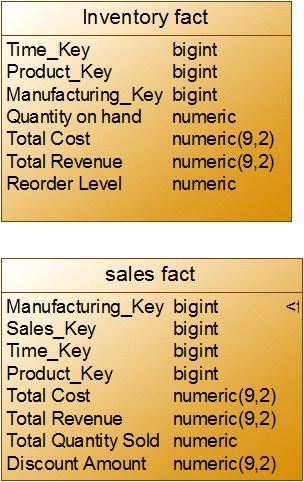 Inventory fact
Time_Key bigint
Product_Key bigint
Manufacturing_Key bigint
Quantity on hand numeric
Total Cost numeric(9,2)
Total Revenue numeric(9,2)
Reorder Level numeric
sales fact
Manufacturing_Key bigint
Sales_Key bigint
Time_Key bigint
Product_Key bigint
Total Cost numeric(9,2)
Total Revenue numeric(9,2)
Total Quantity Sold numeric
Discount Amount numeric(9,2)